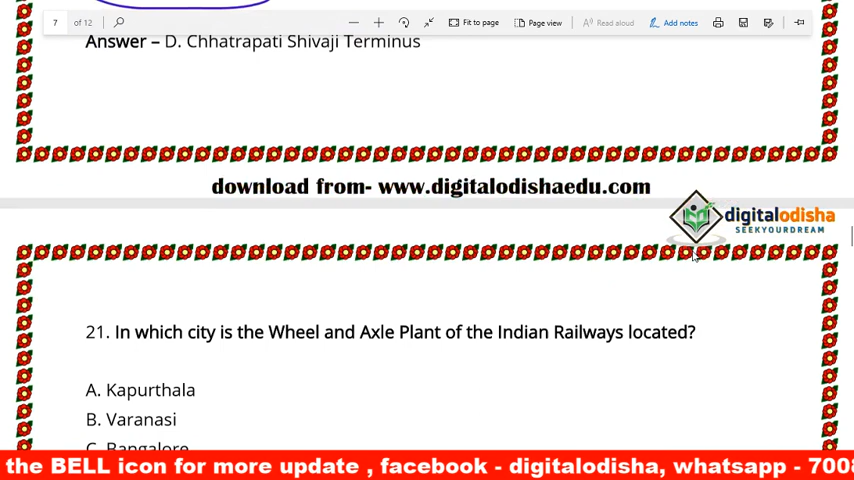 7 of 12
Fit to page
Page view
Read aloud
Add notes
Answer – D. Chhatrapati Shivaji Terminus
download from- www.digitalodishaedu.com
digitalodisha
SEEKYOURDREAM
21. In which city is the Wheel and Axle Plant of the Indian Railways located?
A. Kapurthala
B. Varanasi
C. Bangalore
the BELL icon for more update , facebook - digitalodisha, whatsapp - 700